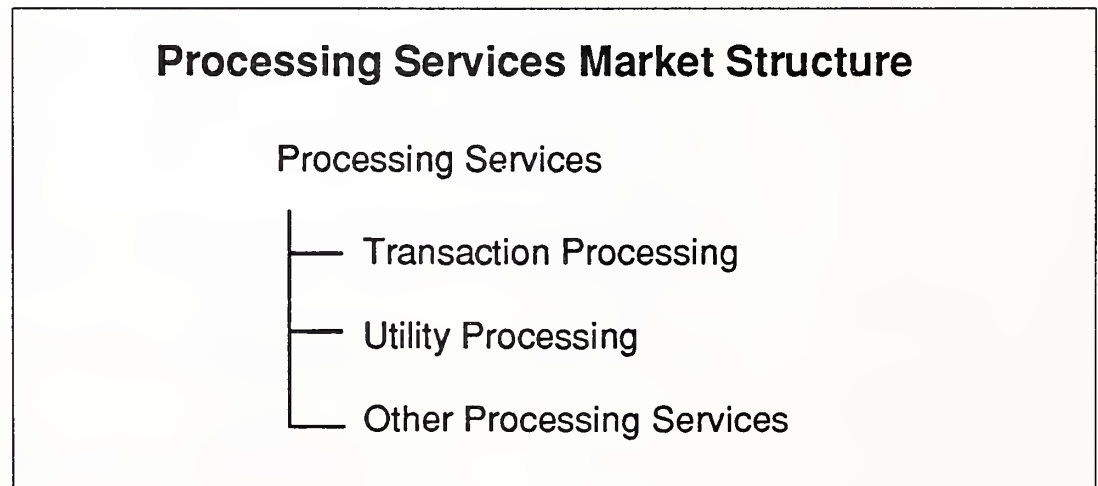 Processing Services Market Structure
Processing Services
Transaction Processing
Utility Processing
Other Processing Services